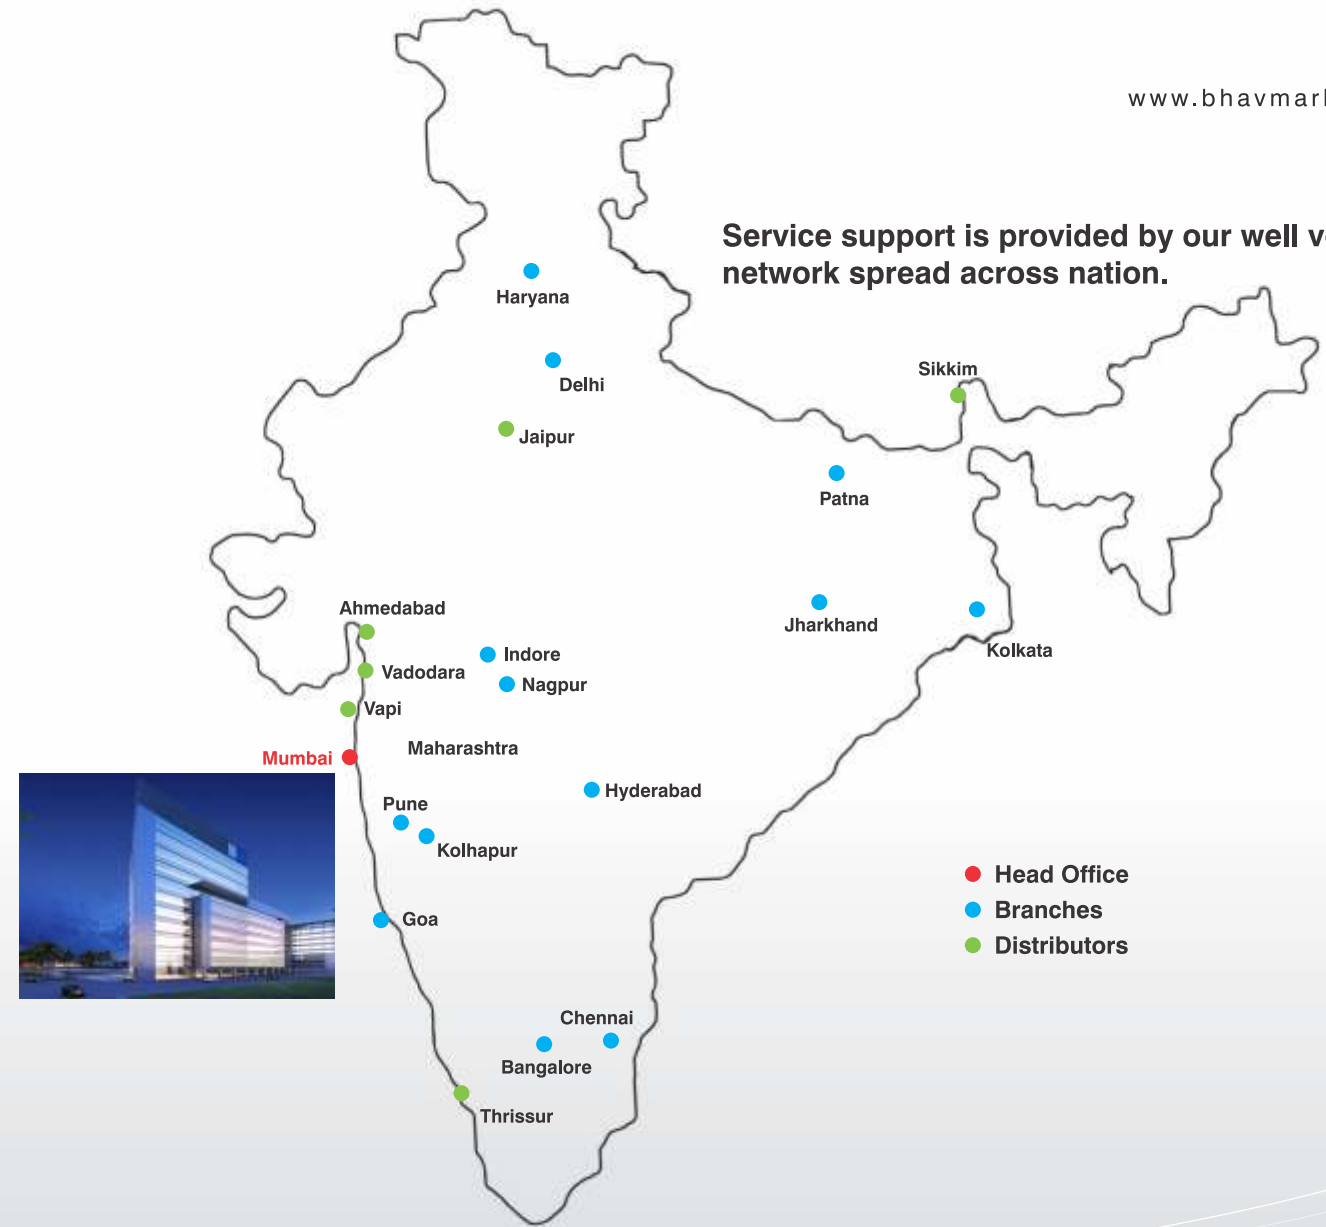 www.bhavmar
Service support is provided by our well
network spread across nation.
Haryana
Delhi
Sikkim
Jaipur
Patna
Ahmedabad
Jharkhand
Kolkata
Indore
Vadodara
Nagpur
Vapi
Maharashtra
Mumbai
Hyderabad
Pune
Kolhapur
Head Office
Branches
Goa
Distributors
Chennai
Bangalore
Thrissur